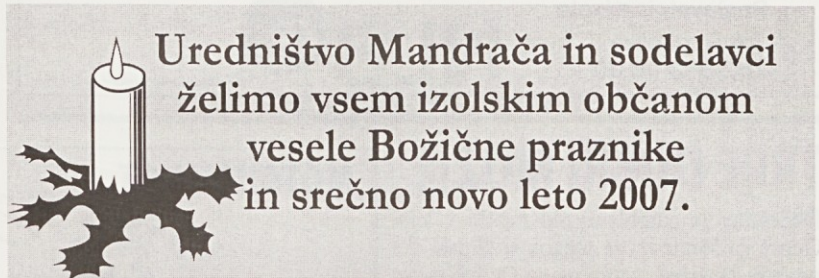 Uredništvo Mandrača in sodelavci
želimo vsem izolskim občanom
vesele Božične praznike
in srečno novo leto 2007.